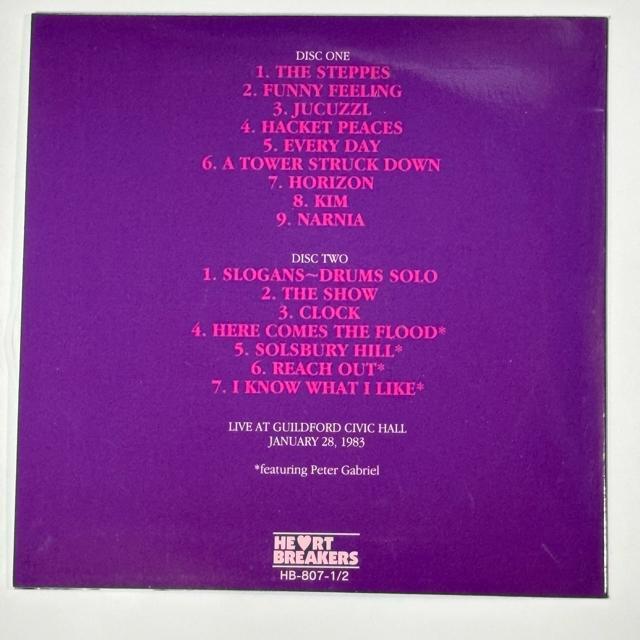 DISC ONE
1. THE STEPPES
2. FUNNY FEELING
3. JUCUZZL
4. HACKET PEACES
5. EVERY DAY
6. A TOWER STRUCK DOWN
7. HORIZON
8. KIM
9. NARNIA
DISC TWO
1. SLOGANS~DRUMS SOLO
2. THE SHOW
3. CLOCK
4. HERE COMES THE FLOOD*
5. SOLSBURY HILL*
6. REACH OUT*
7. I KNOW WHAT I LIKE*
LIVE AT GUILDFORD CIVIC HALL
JANUARY 28, 1983
*featuring Peter Gabriel
HE♥RT
BREAKERS
HB-807-1/2